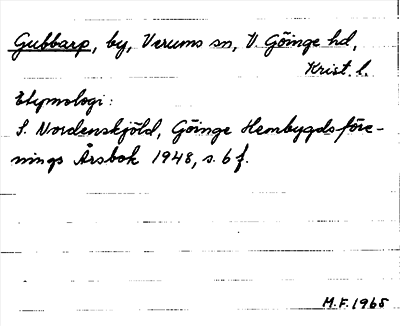 Gubbarp, by, Verums sn, V. Göinge hd,
Krist. l.
Etymologi:
S. Nordenskjöld, Göinge Hembygdsföre-
nings Årsbok 1948, s. 6 f.
M.F. 1965